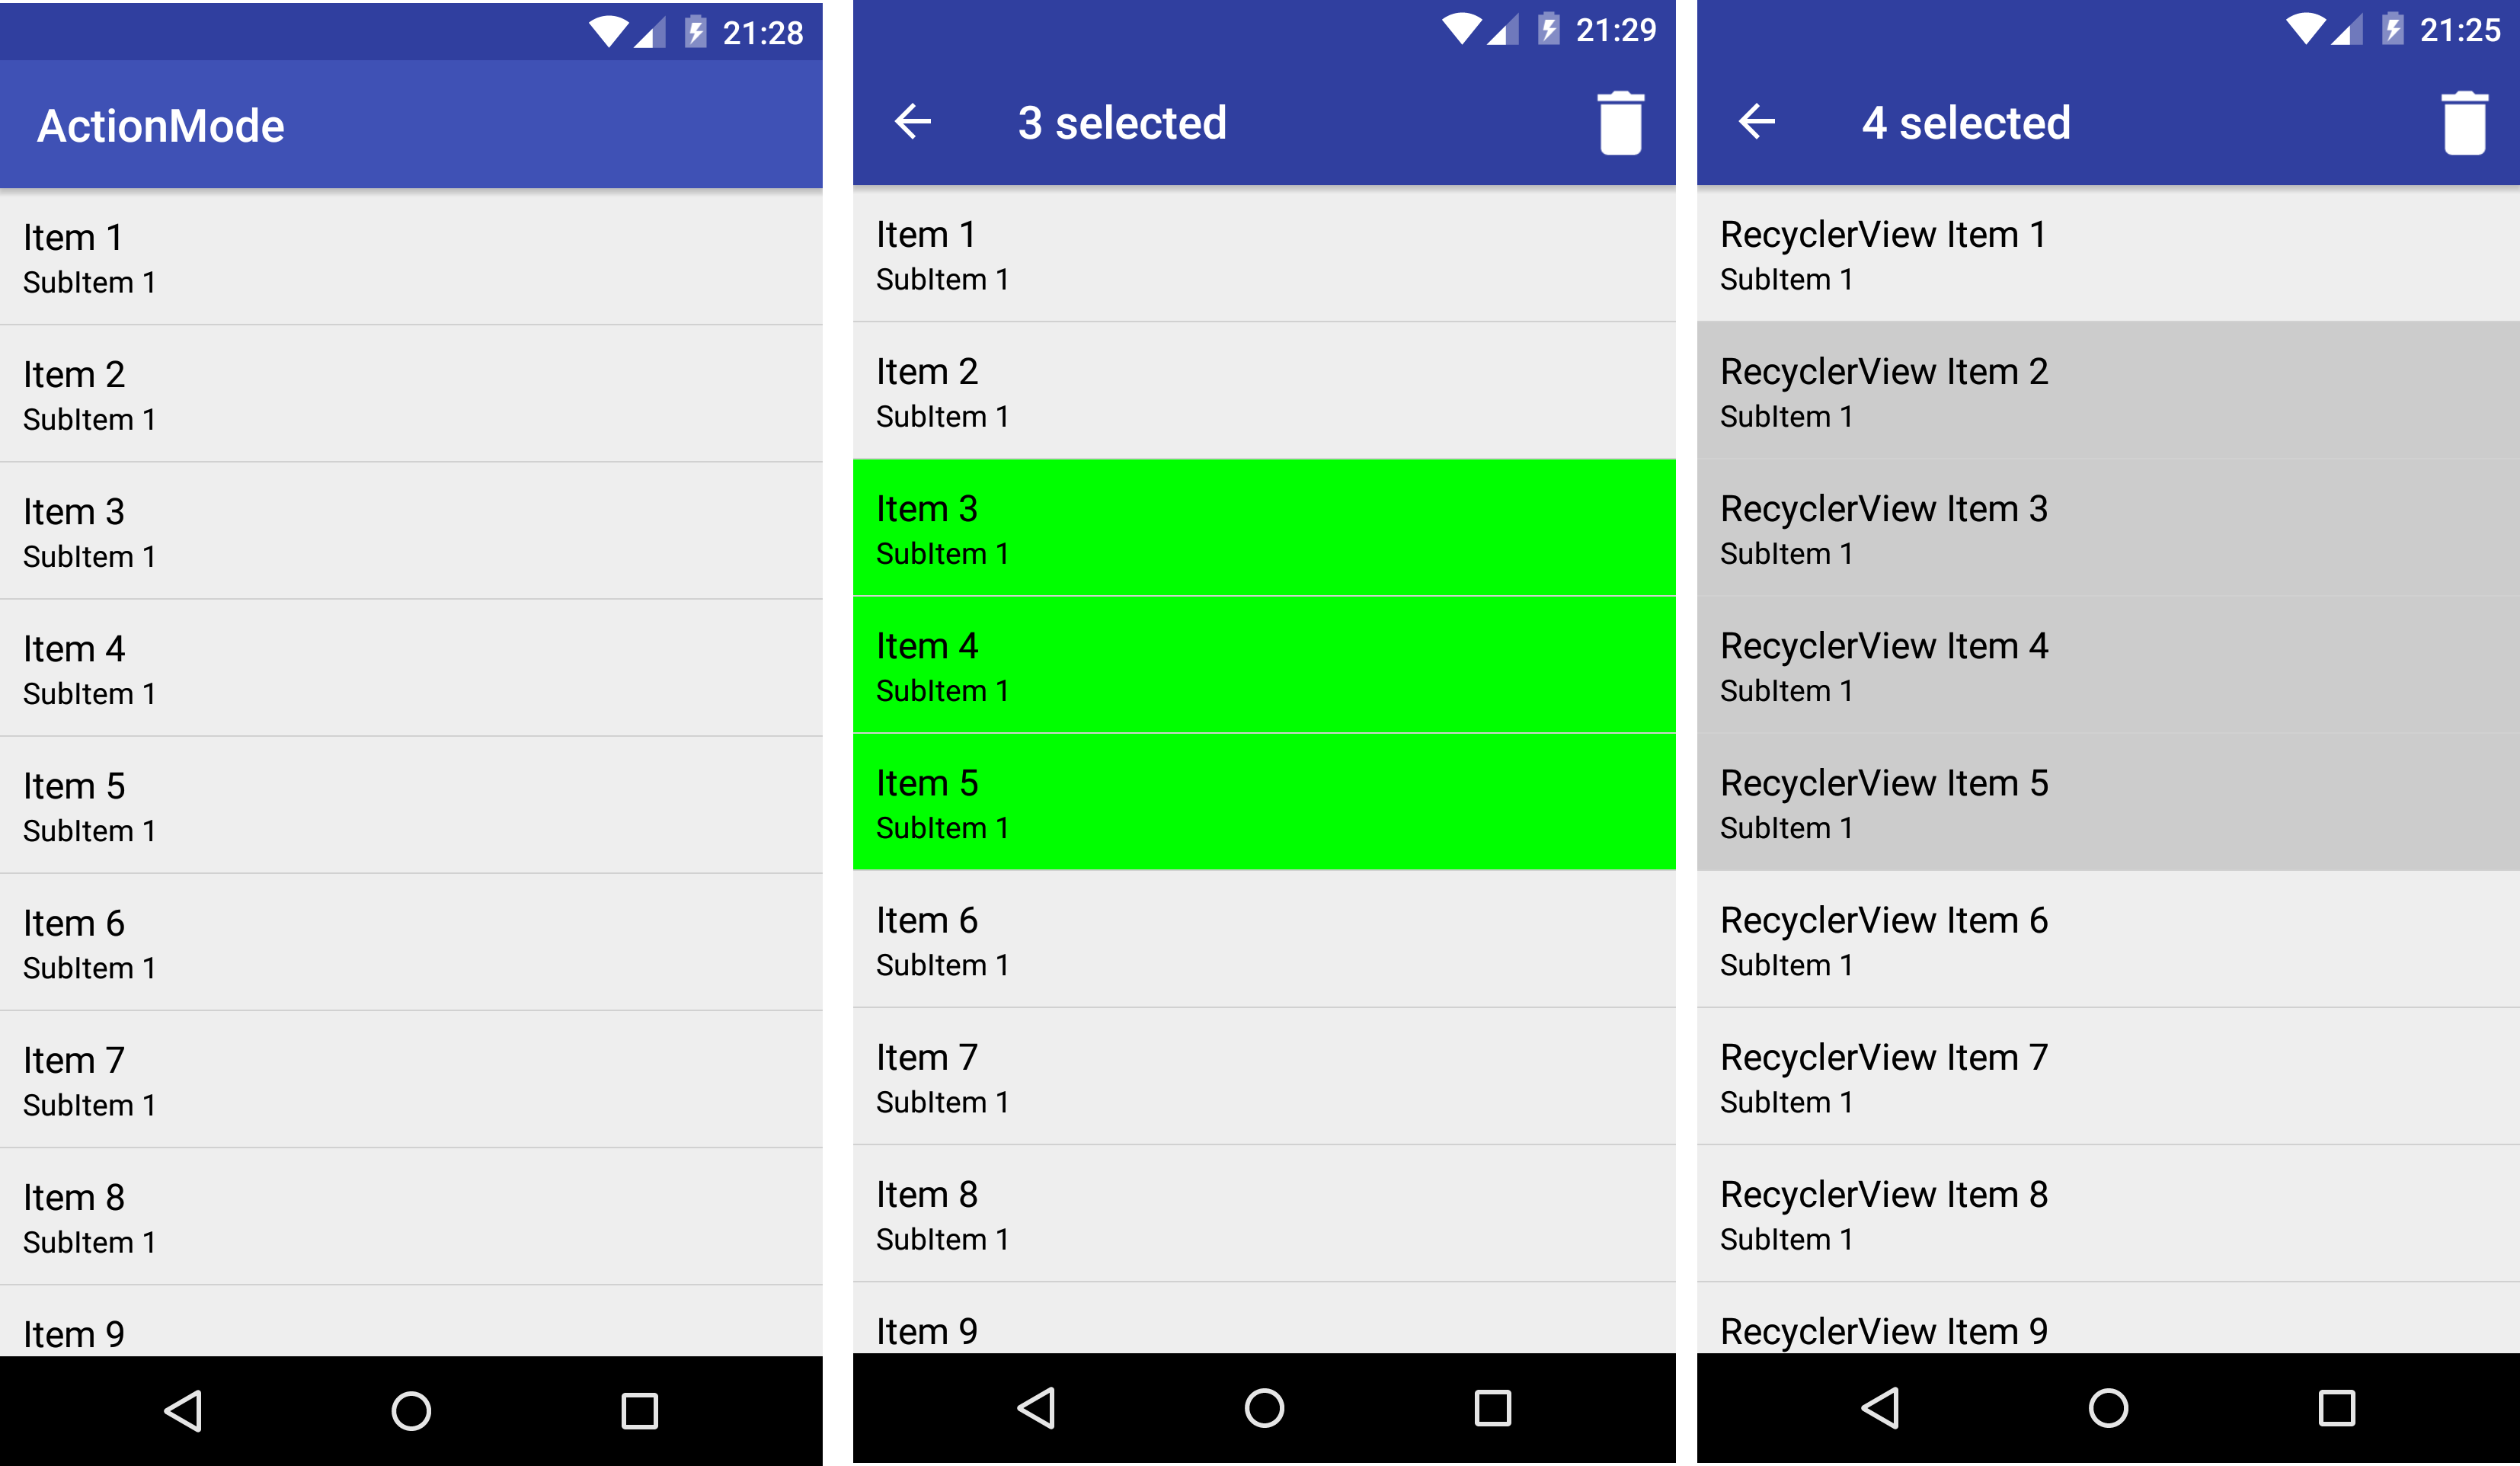 21:28
ActionMode
Item 1
SubItem 1
Item 2
SubItem 1
Item 3
SubItem 1
Item 4
SubItem 1
Item 5
SubItem 1
Item 6
SubItem 1
Item 7
SubItem 1
Item 8
SubItem 1
Item 9
21:29
3 selected
Item 1
SubItem 1
Item 2
SubItem 1
Item 3
SubItem 1
Item 4
SubItem 1
Item 5
SubItem 1
Item 6
SubItem 1
Item 7
SubItem 1
Item 8
SubItem 1
Item 9
21:25
4 selected
RecyclerView Item 1
SubItem 1
RecyclerView Item 2
SubItem 1
RecyclerView Item 3
SubItem 1
RecyclerView Item 4
SubItem 1
RecyclerView Item 5
SubItem 1
RecyclerView Item 6
SubItem 1
RecyclerView Item 7
SubItem 1
RecyclerView Item 8
SubItem 1
RecyclerView Item 9